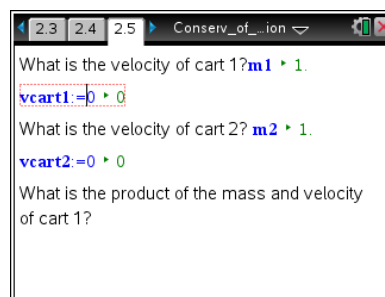 2.3 2.4 2.5 Conserv_of_…ion
What is the velocity of cart 1?m1 ▸ 1.
vcart1:=0 ▸ 0
What is the velocity of cart 2? m2 ▸ 1.
vcart2:=0 ▸ 0
What is the product of the mass and velocity
of cart 1?